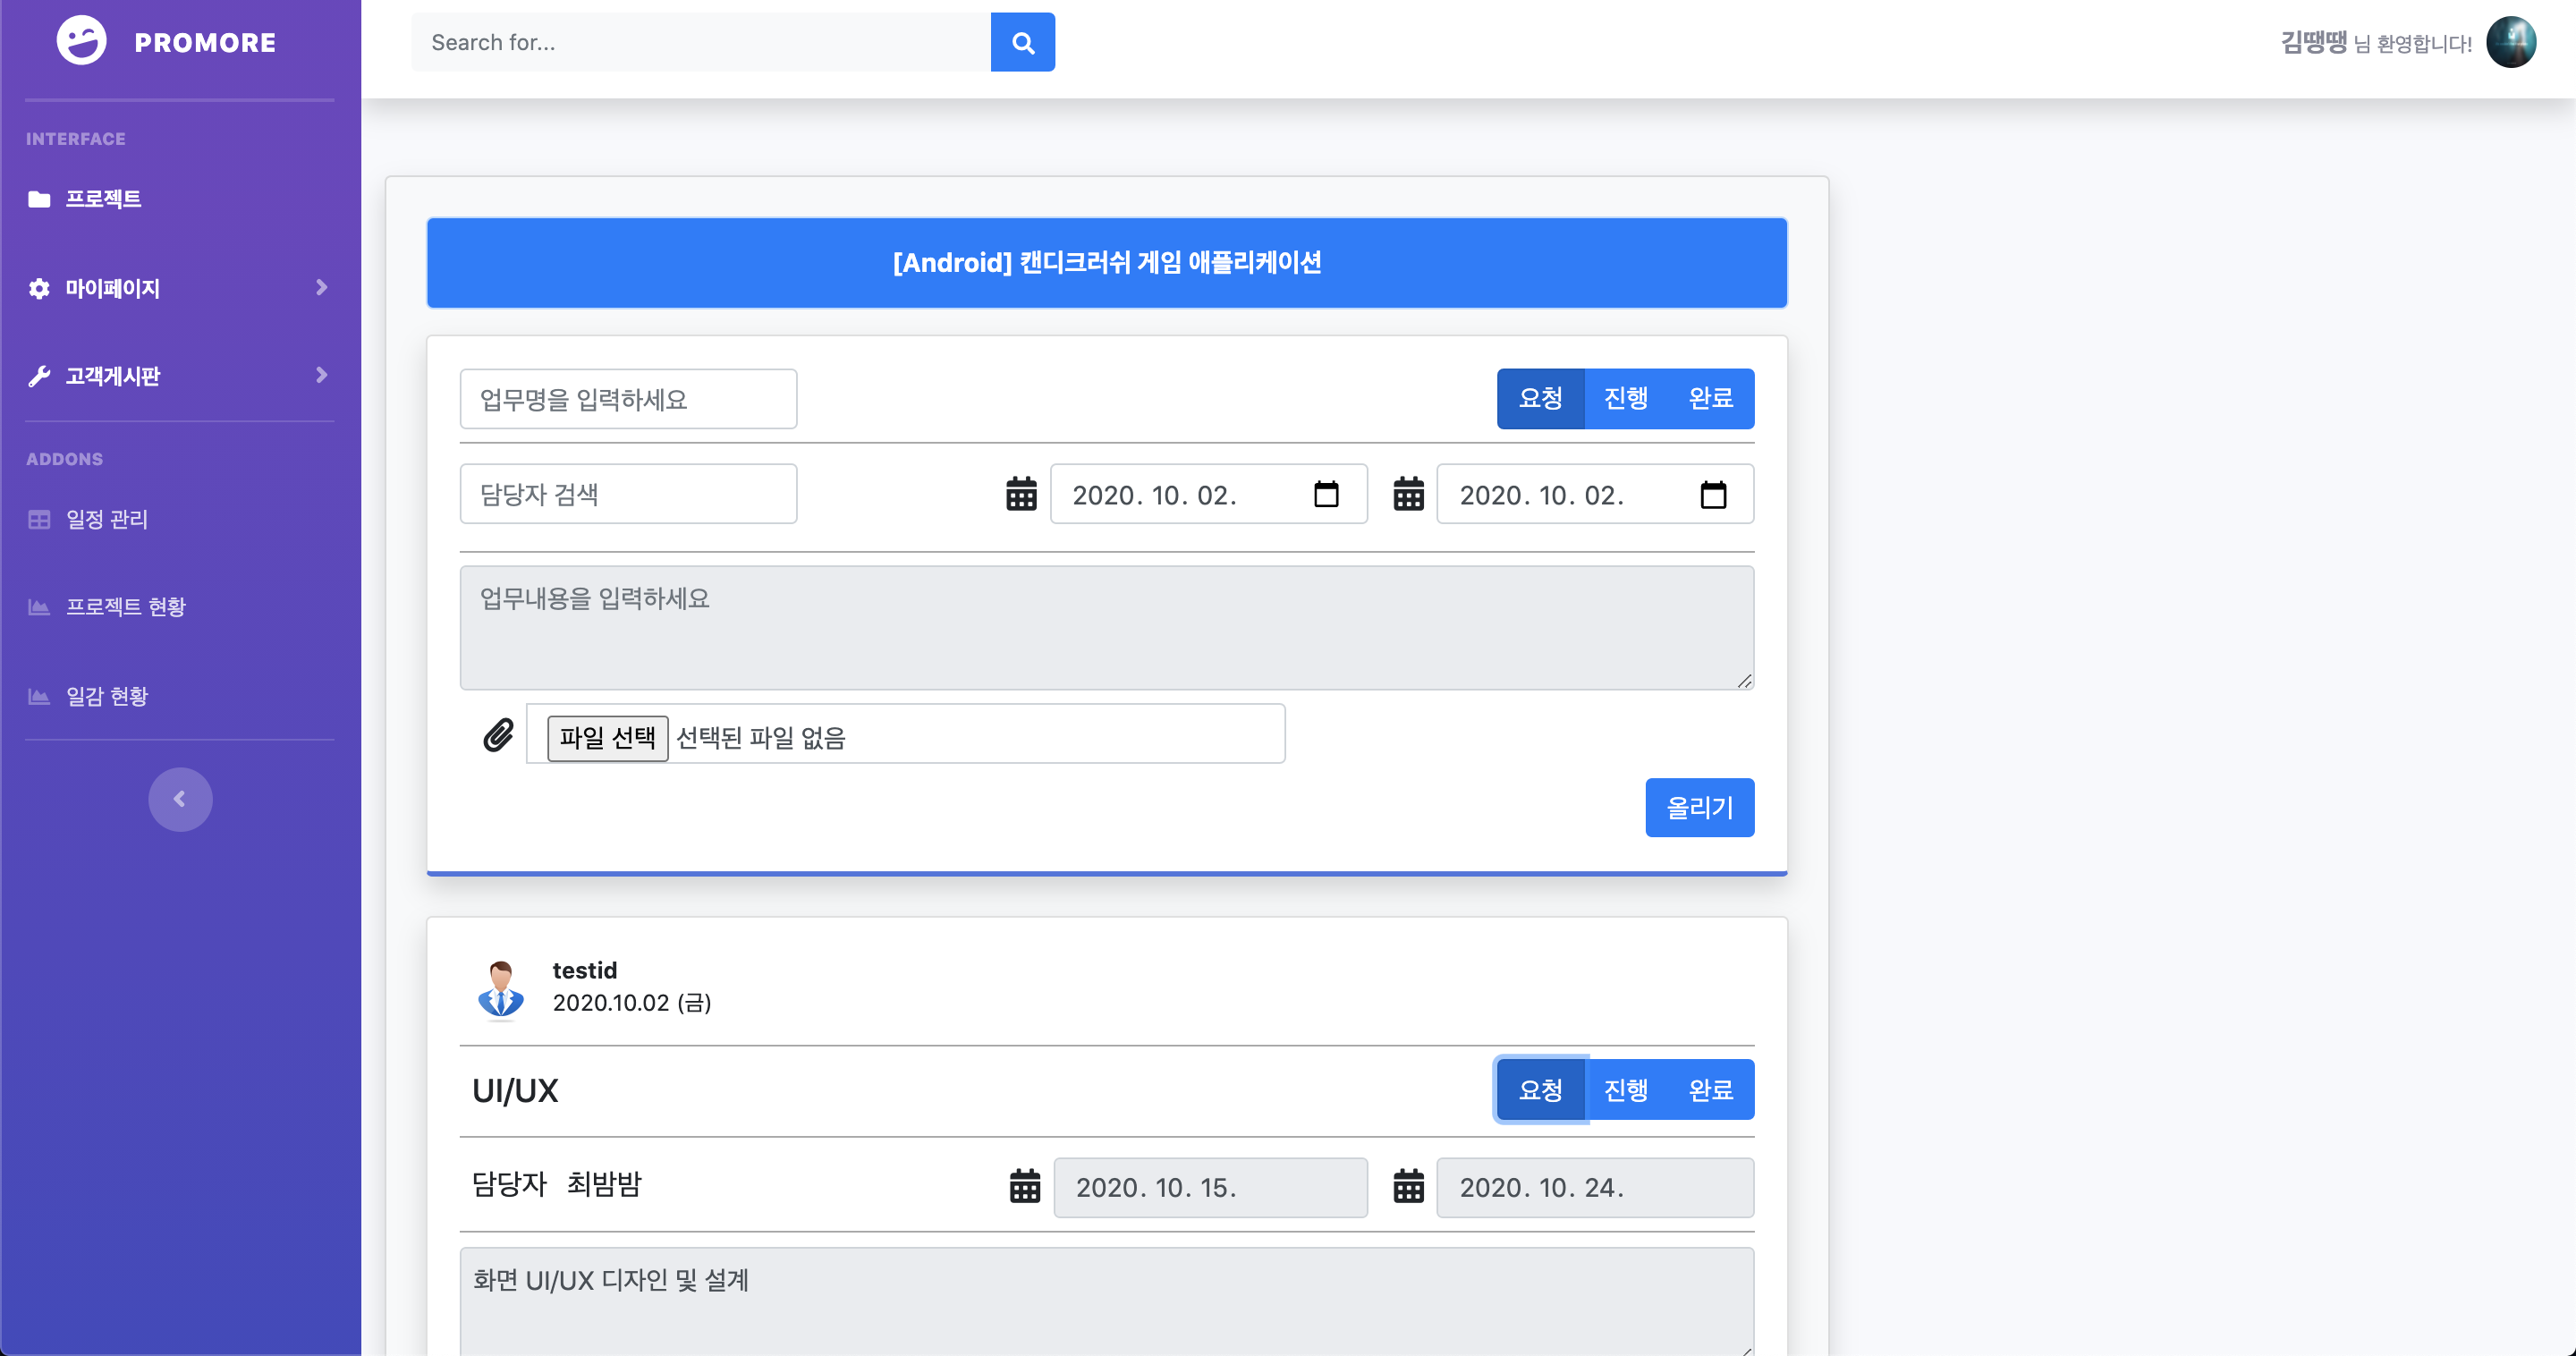 PROMORE
Search for...
김땡땡 님 환영합니다!
INTERFACE
프로젝트
마이페이지
고객게시판
ADDONS
일정 관리
프로젝트 현황
일감 현황
[Android] 캔디크러쉬 게임 애플리케이션
업무명을 입력하세요
요청 진행 완료
담당자 검색
2020. 10. 02.
2020. 10. 02.
업무내용을 입력하세요
파일 선택 선택된 파일 없음
올리기
testid
2020.10.02 (금)
UI/UX
요청 진행 완료
담당자 최밤밤
2020. 10. 15.
2020. 10. 24.
화면 UI/UX 디자인 및 설계